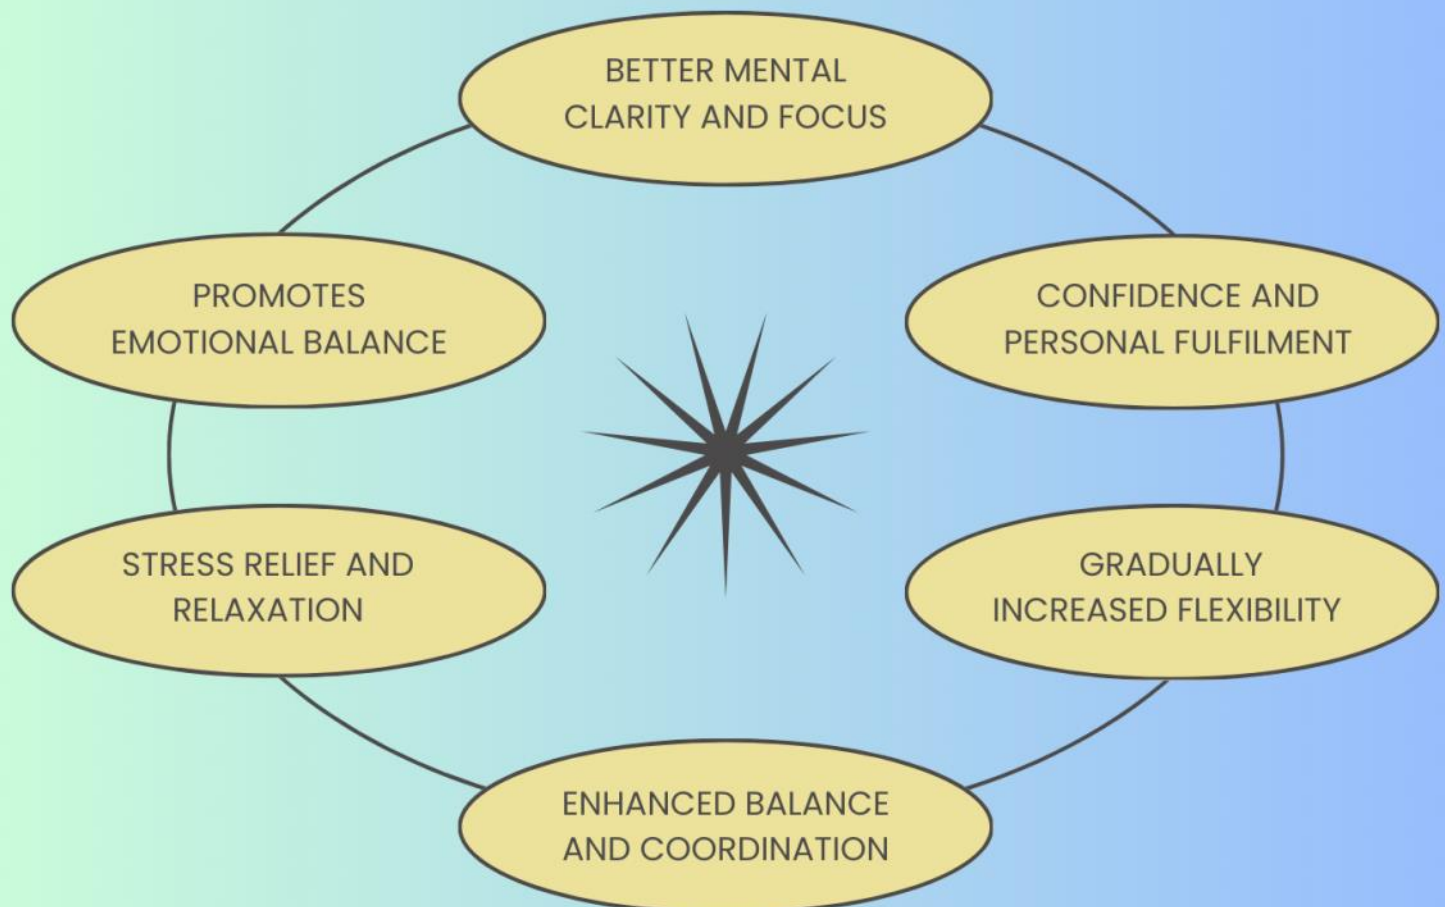 BETTER MENTAL
CLARITY AND FOCUS
PROMOTES
EMOTIONAL BALANCE
CONFIDENCE AND
PERSONAL FULFILMENT
STRESS RELIEF AND
RELAXATION
GRADUALLY
INCREASED FLEXIBILITY
ENHANCED BALANCE
AND COORDINATION